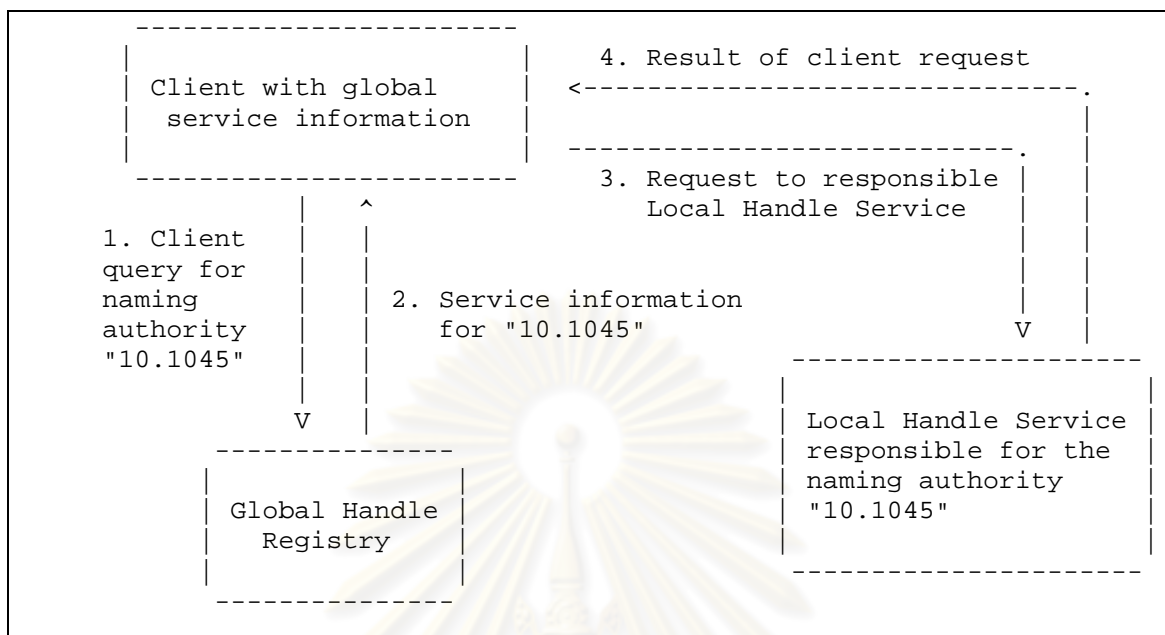 Client with global
service information
4. Result of client request
3. Request to responsible
Local Handle Service
1. Client
query for
naming
authority
"10.1045"
2. Service information
for "10.1045"
Global Handle
Registry
Local Handle Service
responsible for the
naming authority
"10.1045"